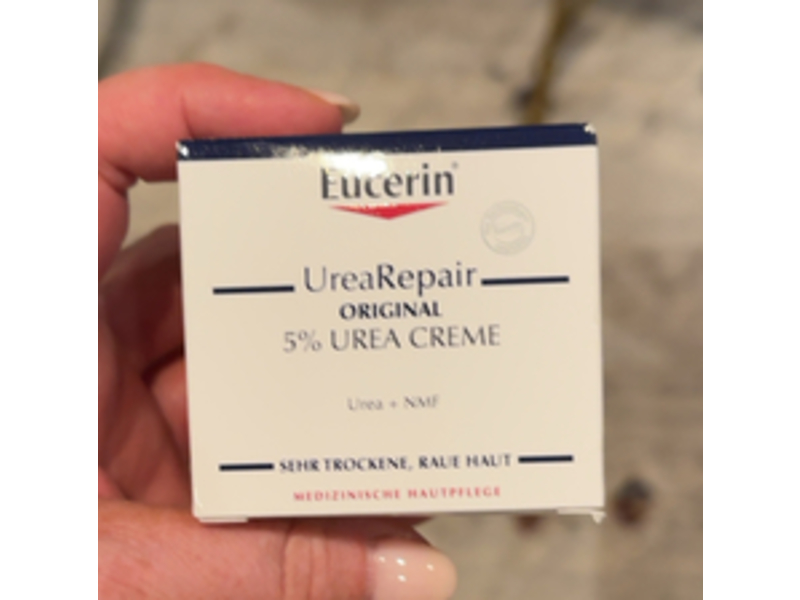 Eucerin®
UreaRepair
ORIGINAL
5% UREA CREME
Urea + NMF
SEHR TROCKENE, RAUE HAUT
MEDIZINISCHE HAUTPFLEGE